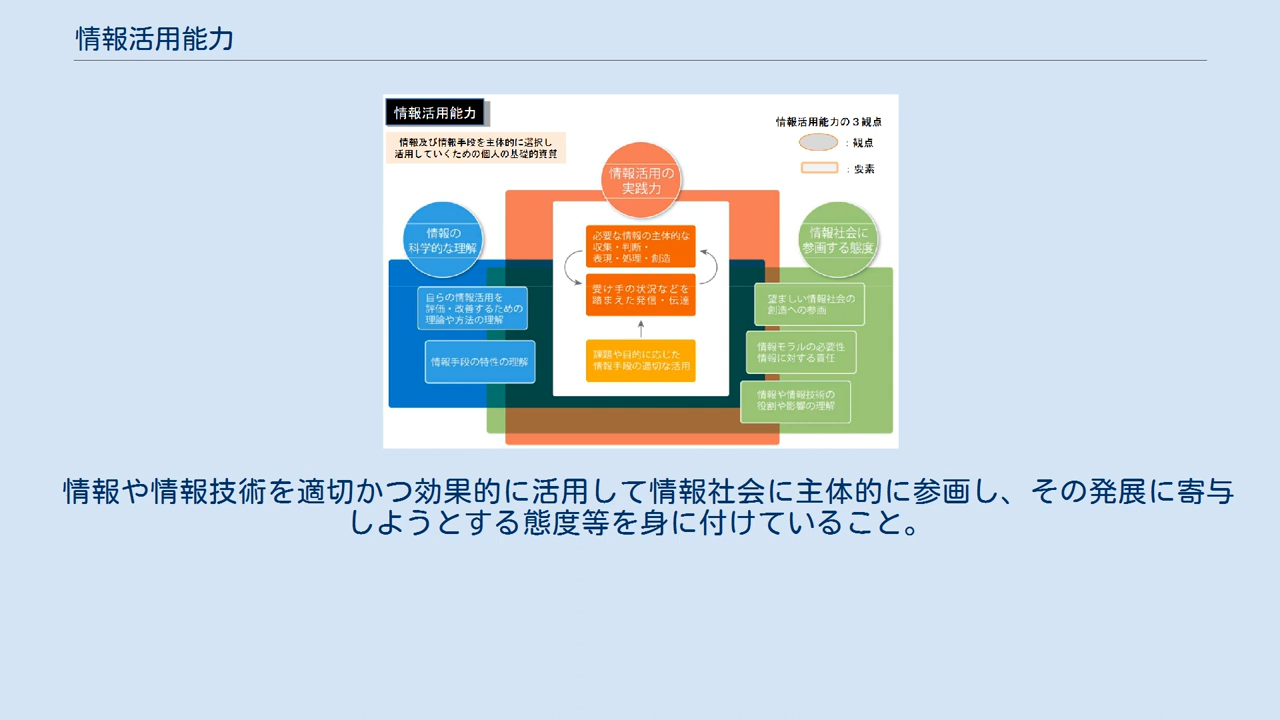 情報活用能力
情報活用能力
情報及び情報手段を主体的に選択し
活用していくための個人の基礎的資質
情報活用能力の３観点
：観点
：要素
情報活用の
実践力
情報の
科学的な理解
情報社会に
参画する態度
必要な情報の主体的な
収集・判断・
表現・処理・創造
受け手の状況などを
踏まえた発信・伝達
課題や目的に応じた
情報手段の適切な活用
自らの情報活用を
評価・改善するための
理論や方法の理解
情報手段の特性の理解
望ましい情報社会の
創造への参画
情報モラルの必要性
情報に対する責任
情報や情報技術の
役割や影響の理解
情報や情報技術を適切かつ効果的に活用して情報社会に主体的に参画し、その発展に寄与
しようとする態度等を身に付けていること。